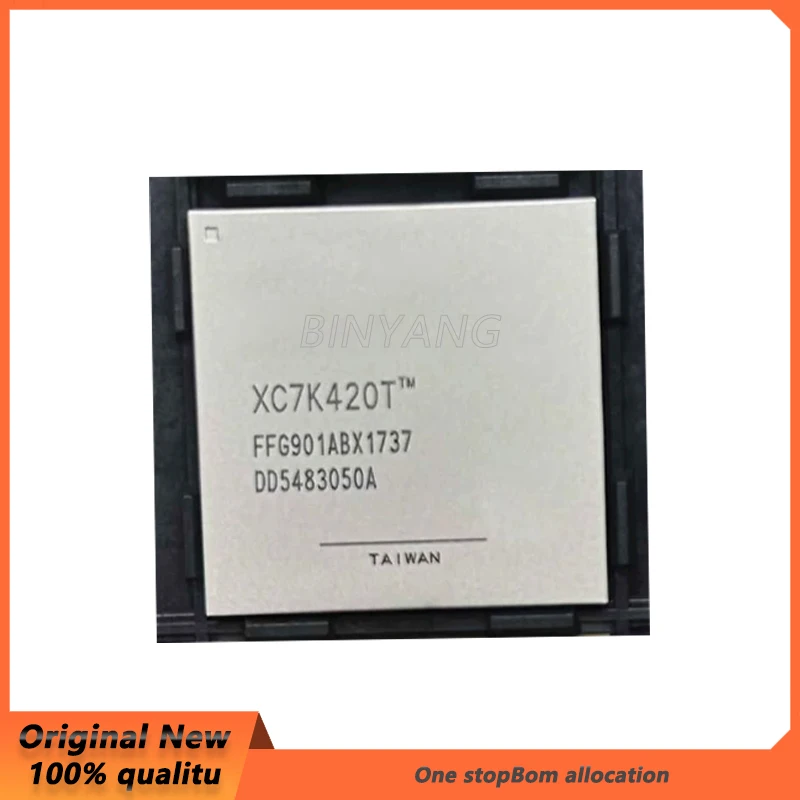 BINYANG
XC7K420T™
FFG901ABX1737
DD5483050A
TAIWAN
Original New
100% qualitu
One stopBom allocation